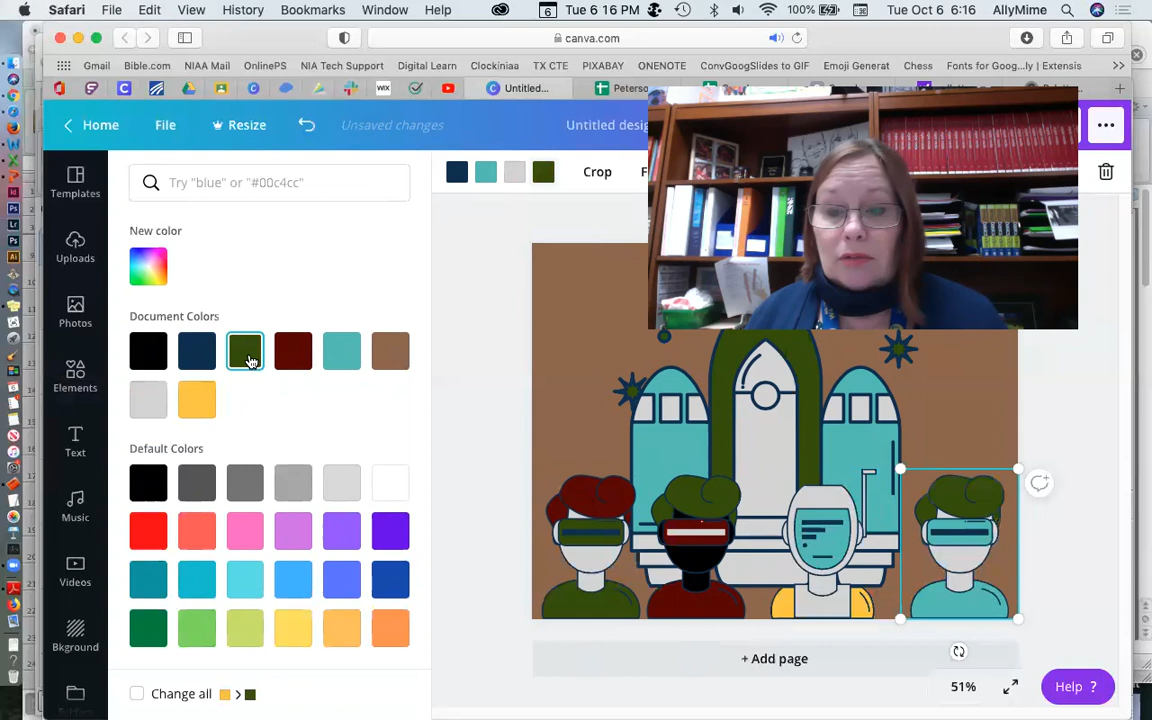 Safari File Edit View History Bookmarks Window Help 6 Tue 6 16 PM 100% Tue Oct 6 6:16 AllyMime
canva.com
Gmail Bible.com NIAA Mail OnlinePS NIA Tech Support Digital Learn Clockiniaa TX CTE PIXABAY ONENOTE ConvGoogSlides to GIF Emoji Generat Chess Fonts for Goog...ly | Extensis >>
WIX Untitled... Peters
Home File Resize Unsaved changes Untitled desig
Templates
Uploads
Photos
Elements
Text
Music
Videos
Bkground
Try "blue" or "#00c4cc"
New color
Document Colors
Default Colors
Change all
Crop F
+ Add page
51%
Help ?